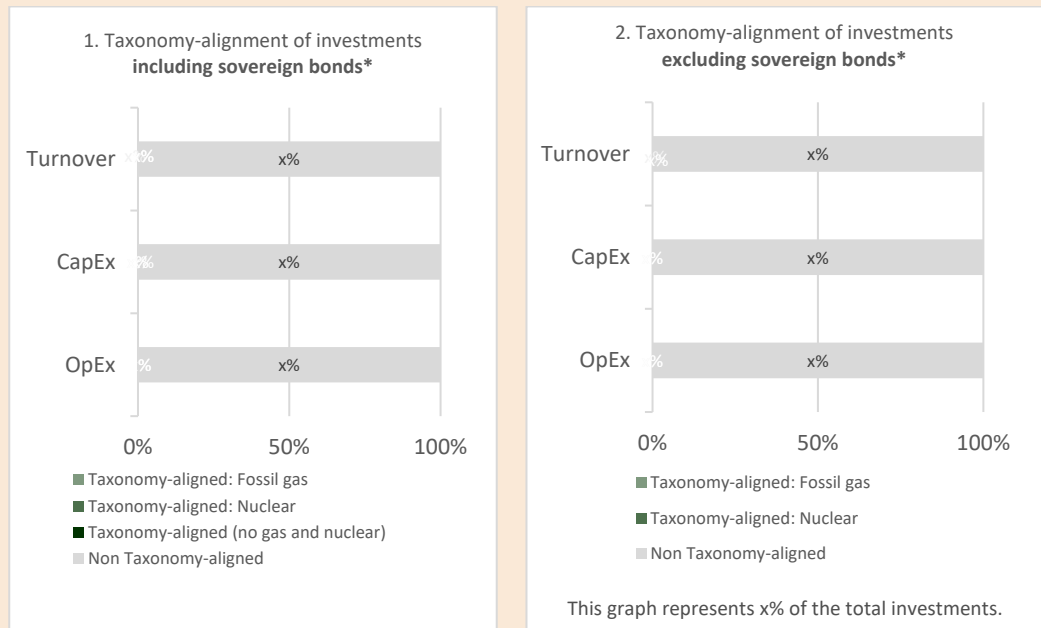 1. Taxonomy-alignment of investments
including sovereign bonds*
Turnover
x%
CapEx
x%
OpEx
x%
0% 50% 100%
Taxonomy-aligned: Fossil gas
Taxonomy-aligned: Nuclear
Taxonomy-aligned (no gas and nuclear)
Non Taxonomy-aligned
2. Taxonomy-alignment of investments
excluding sovereign bonds*
Turnover
x%
CapEx
x%
OpEx
x%
0% 50% 100%
Taxonomy-aligned: Fossil gas
Taxonomy-aligned: Nuclear
Non Taxonomy-aligned
This graph represents x% of the total investments.